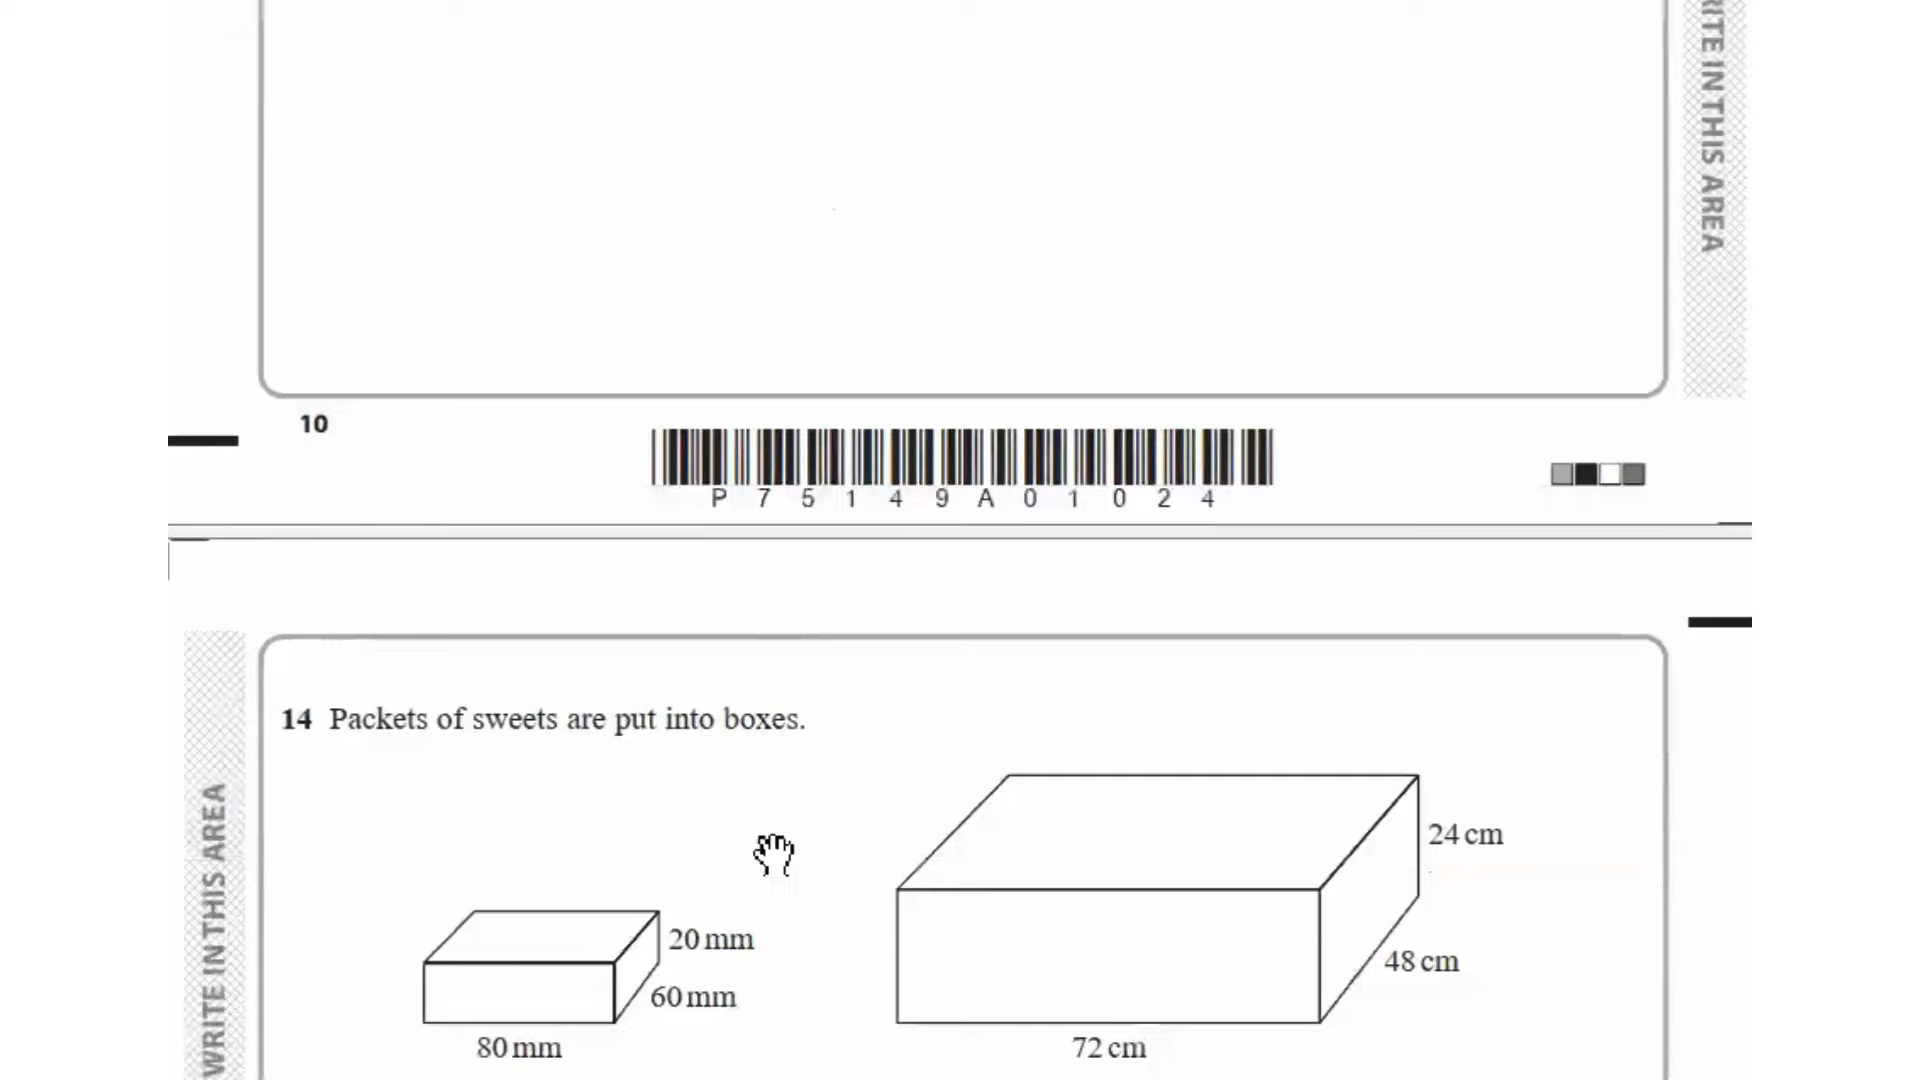 RITE IN THIS AREA
10
P 7 5 1 4 9 A 0 1 0 2 4
WRITE IN THIS AREA
14 Packets of sweets are put into boxes.
24 cm
20 mm
48 cm
60 mm
80 mm
72 cm